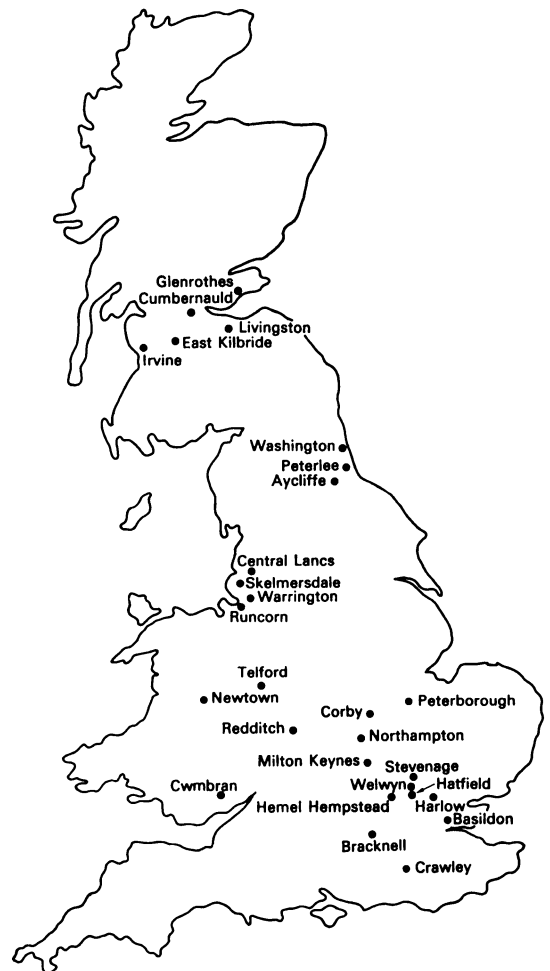 Glenrothes
Cumbernauld
Livingston
East Kilbride
Irvine
Washington
Peterlee
Aycliffe
Central Lancs
Skelmersdale
Warrington
Runcorn
Telford
Newtown
Peterborough
Corby
Redditch
Northampton
Milton Keynes
Stevenage
Cwmbran
Welwyn
Hatfield
Hemel Hempstead
Harlow
Basildon
Bracknell
Crawley